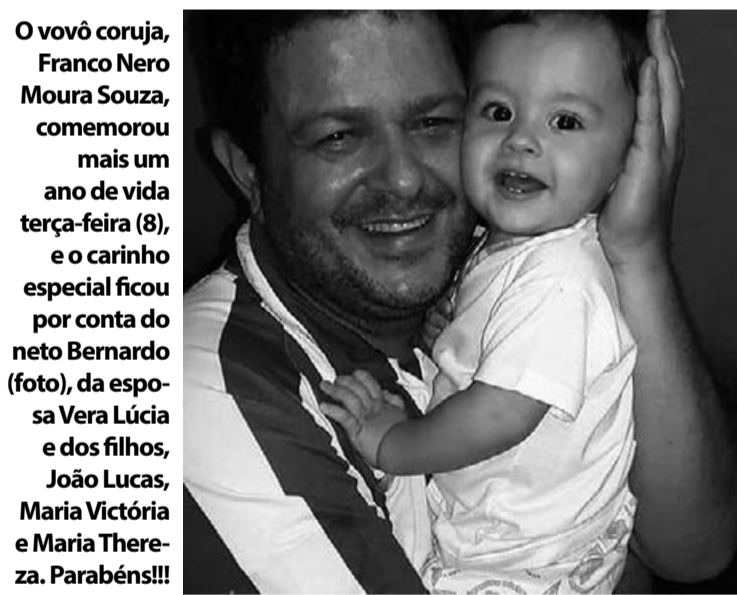 O vovô coruja,
Franco Nero
Moura Souza,
comemorou
mais um
ano de vida
terça-feira (8),
e o carinho
especial ficou
por conta do
neto Bernardo
(foto), da espo-
sa Vera Lúcia
e dos filhos,
João Lucas,
Maria Victória
e Maria There-
za. Parabéns!!!